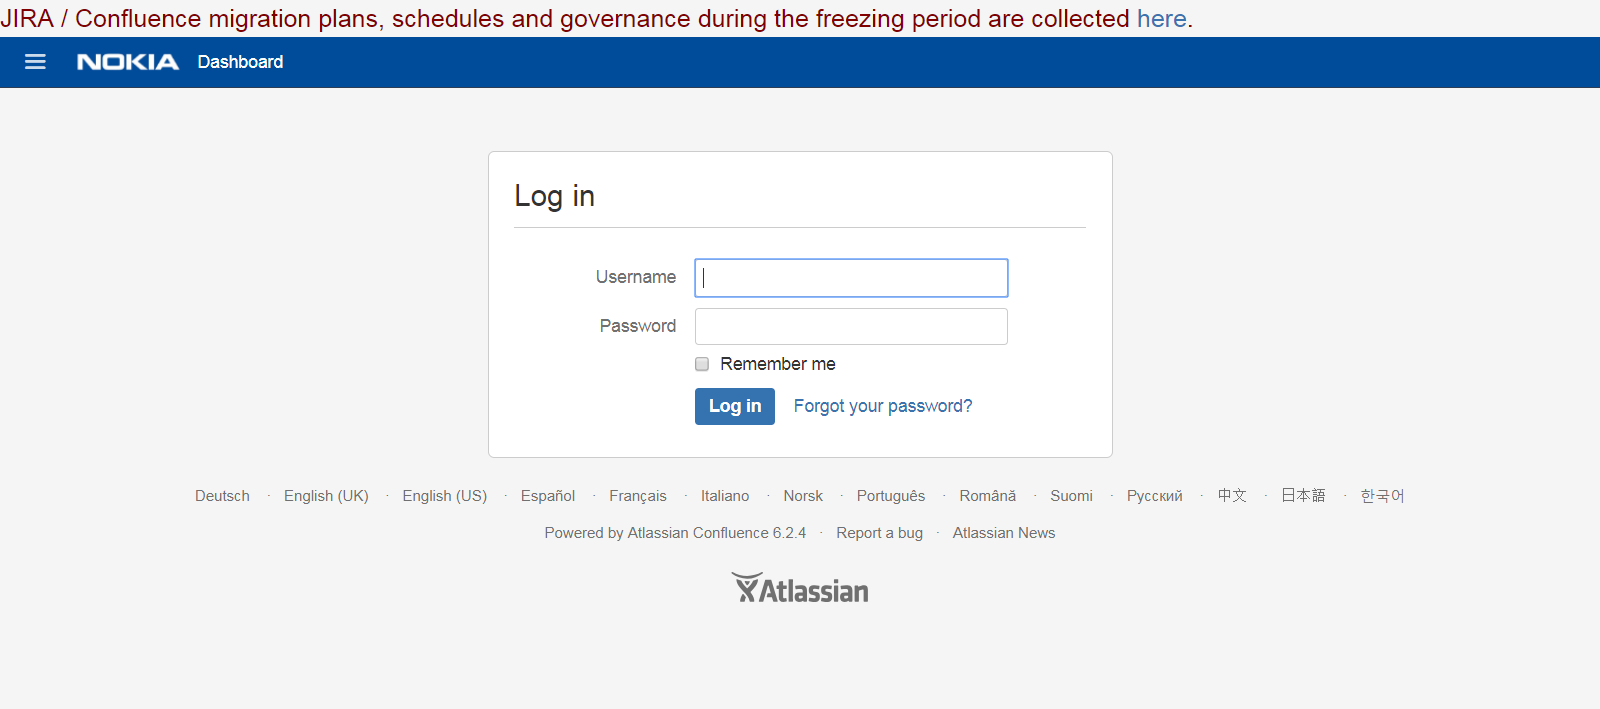 JIRA / Confluence migration plans, schedules and governance during the freezing period are collected here.
NOKIA Dashboard
Log in
Username
Password
Remember me
Log in Forgot your password?
Deutsch · English (UK) · English (US) · Español · Français · Italiano · Norsk · Português · Română · Suomi · Русский · 中文 · 日本語 · 한국어
Powered by Atlassian Confluence 6.2.4 · Report a bug · Atlassian News
Atlassian